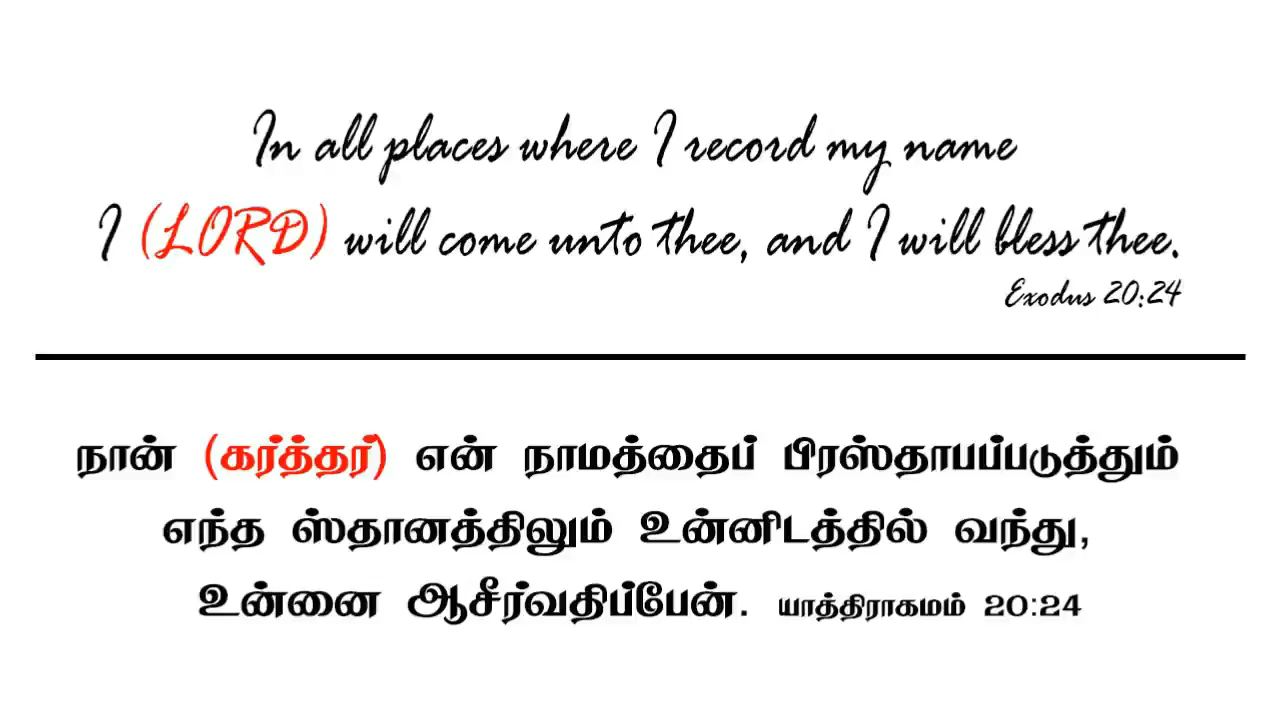 In all places where I record my name
I (LORD) will come unto thee, and I will bless thee.
Exodus 20:24
நான் (கர்த்தர்) என் நாமத்தைப் பிரஸ்தாபப்படுத்தும்
எந்த ஸ்தானத்திலும் உன்னிடத்தில் வந்து,
உன்னை ஆசீர்வதிப்பேன். யாத்திராகமம் 20:24